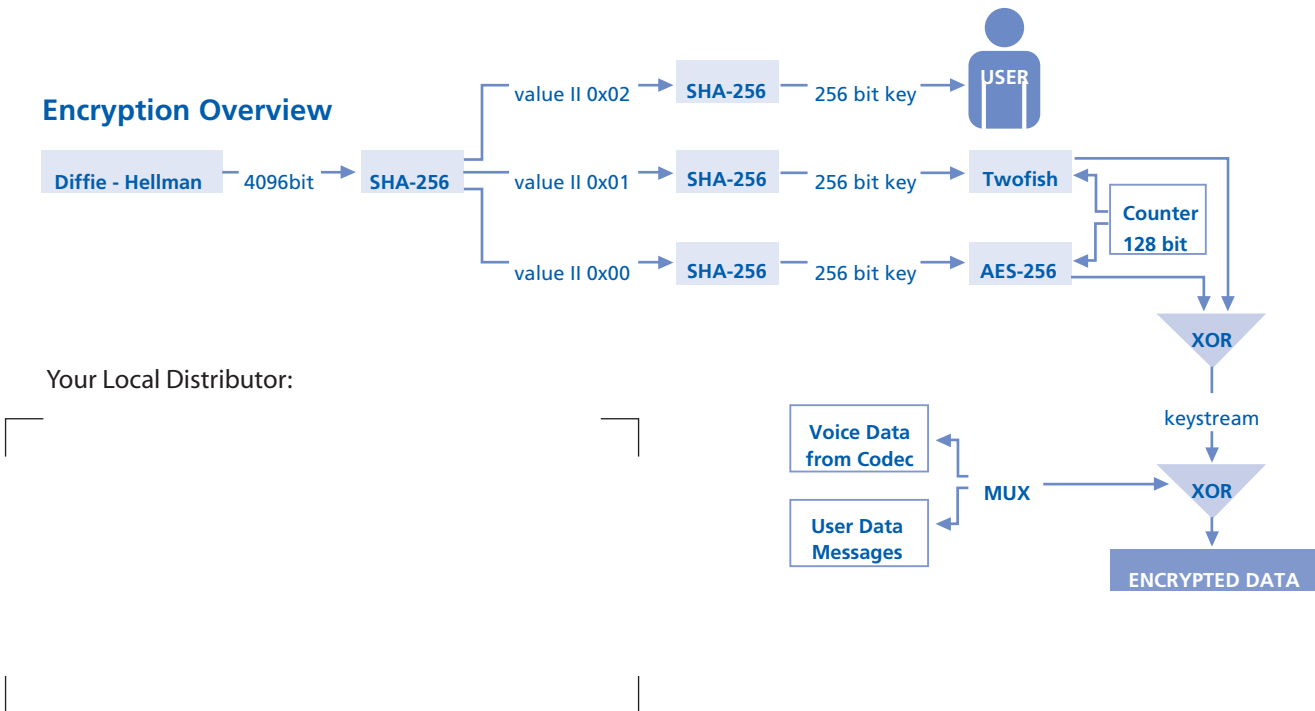 Encryption Overview
value II 0x02
SHA-256
256 bit key
USER
Diffie - Hellman
4096bit
SHA-256
value II 0x01
SHA-256
256 bit key
Twofish
Counter
128 bit
value II 0x00
SHA-256
256 bit key
AES-256
XOR
Your Local Distributor:
keystream
Voice Data
from Codec
MUX
XOR
User Data
Messages
ENCRYPTED DATA